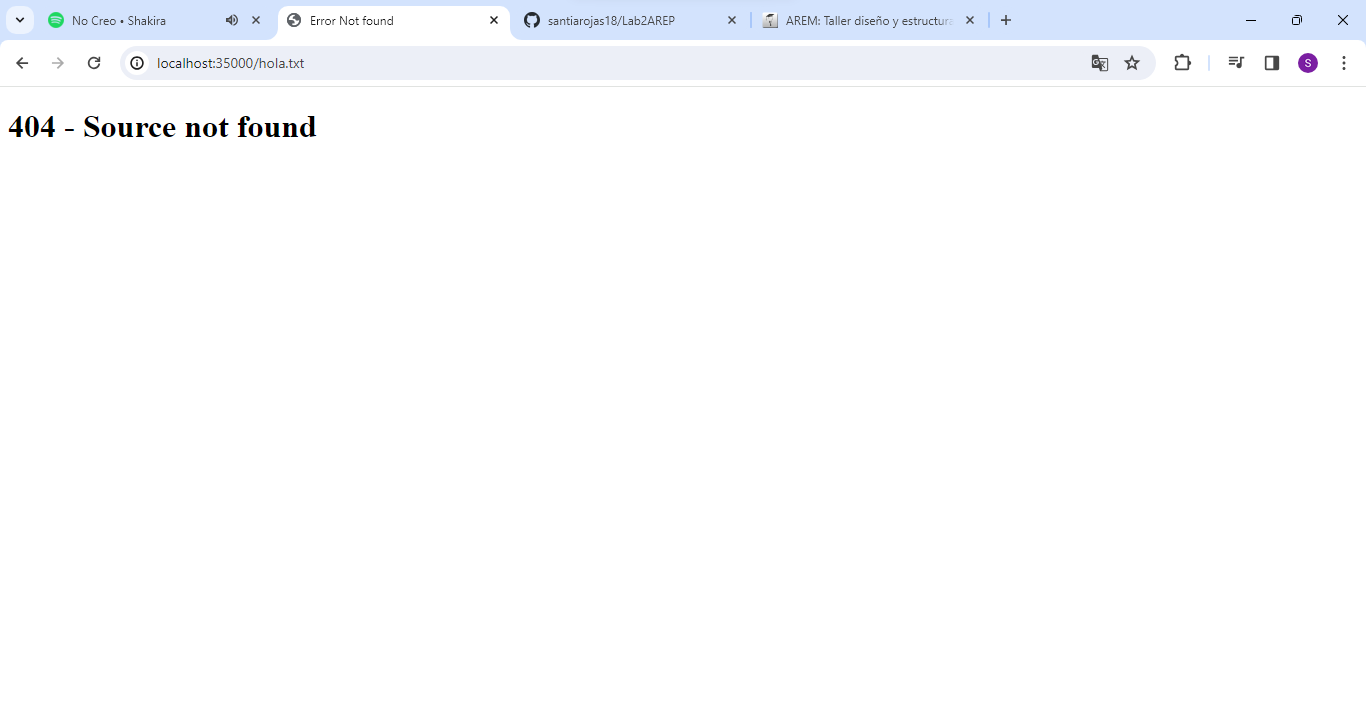 No Creo • Shakira
Error Not found
santiarojas18/Lab2AREP
AREM: Taller diseño y estructura
localhost:35000/hola.txt
S
404 - Source not found